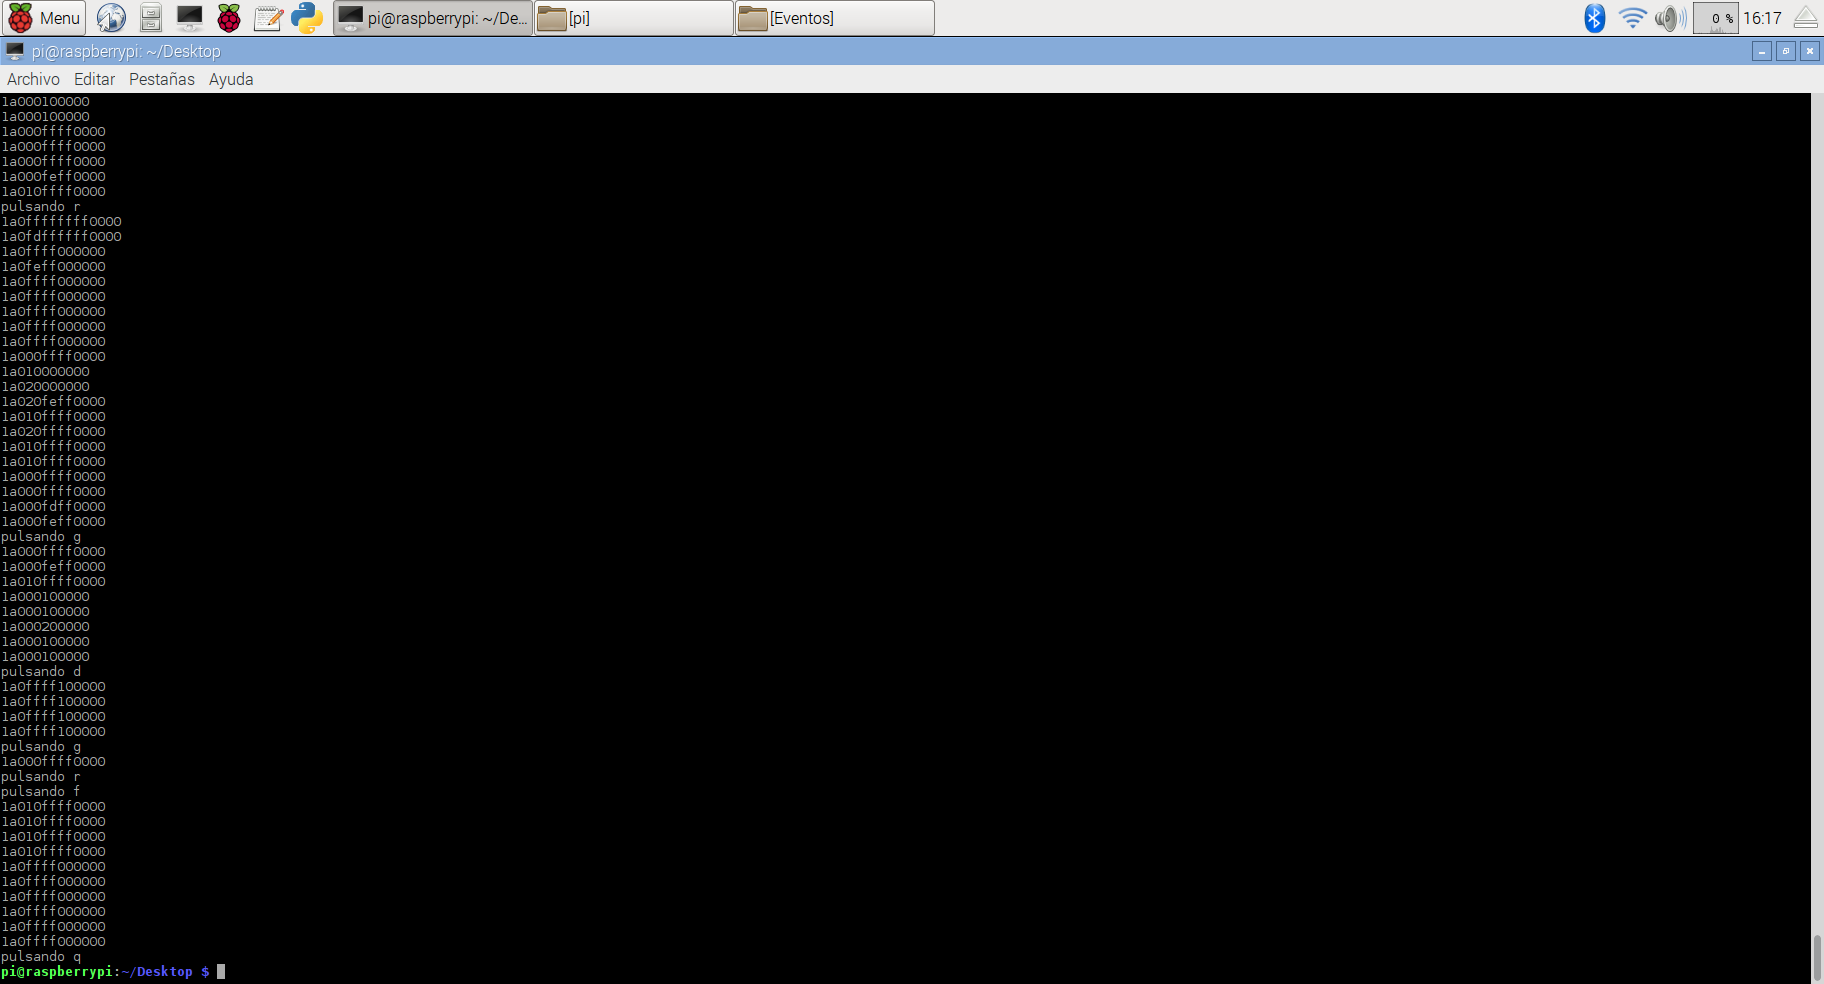 Menu
pi@raspberrypi: ~/De...
[pi]
[Eventos]
0 %
16:17
pi@raspberrypi: ~/Desktop
Archivo Editar Pestañas Ayuda
1a000100000
1a000100000
1a000ffff0000
1a000ffff0000
1a000ffff0000
1a000feff0000
1a010ffff0000
pulsando r
1a0ffffffff0000
1a0fdffffff0000
1a0ffff000000
1a0feff000000
1a0ffff000000
1a0ffff000000
1a0ffff000000
1a0ffff000000
1a0ffff000000
1a000ffff0000
1a010000000
1a020000000
1a020feff0000
1a010ffff0000
1a020ffff0000
1a010ffff0000
1a010ffff0000
1a000ffff0000
1a000ffff0000
1a000fdff0000
1a000feff0000
pulsando g
1a000ffff0000
1a000feff0000
1a010ffff0000
1a000100000
1a000100000
1a000200000
1a000100000
1a000100000
pulsando d
1a0ffff100000
1a0ffff100000
1a0ffff100000
1a0ffff100000
pulsando g
1a000ffff0000
pulsando r
pulsando f
1a010ffff0000
1a010ffff0000
1a010ffff0000
1a010ffff0000
1a0ffff000000
1a0ffff000000
1a0ffff000000
1a0ffff000000
1a0ffff000000
1a0ffff000000
pulsando q
pi@raspberrypi:~/Desktop $